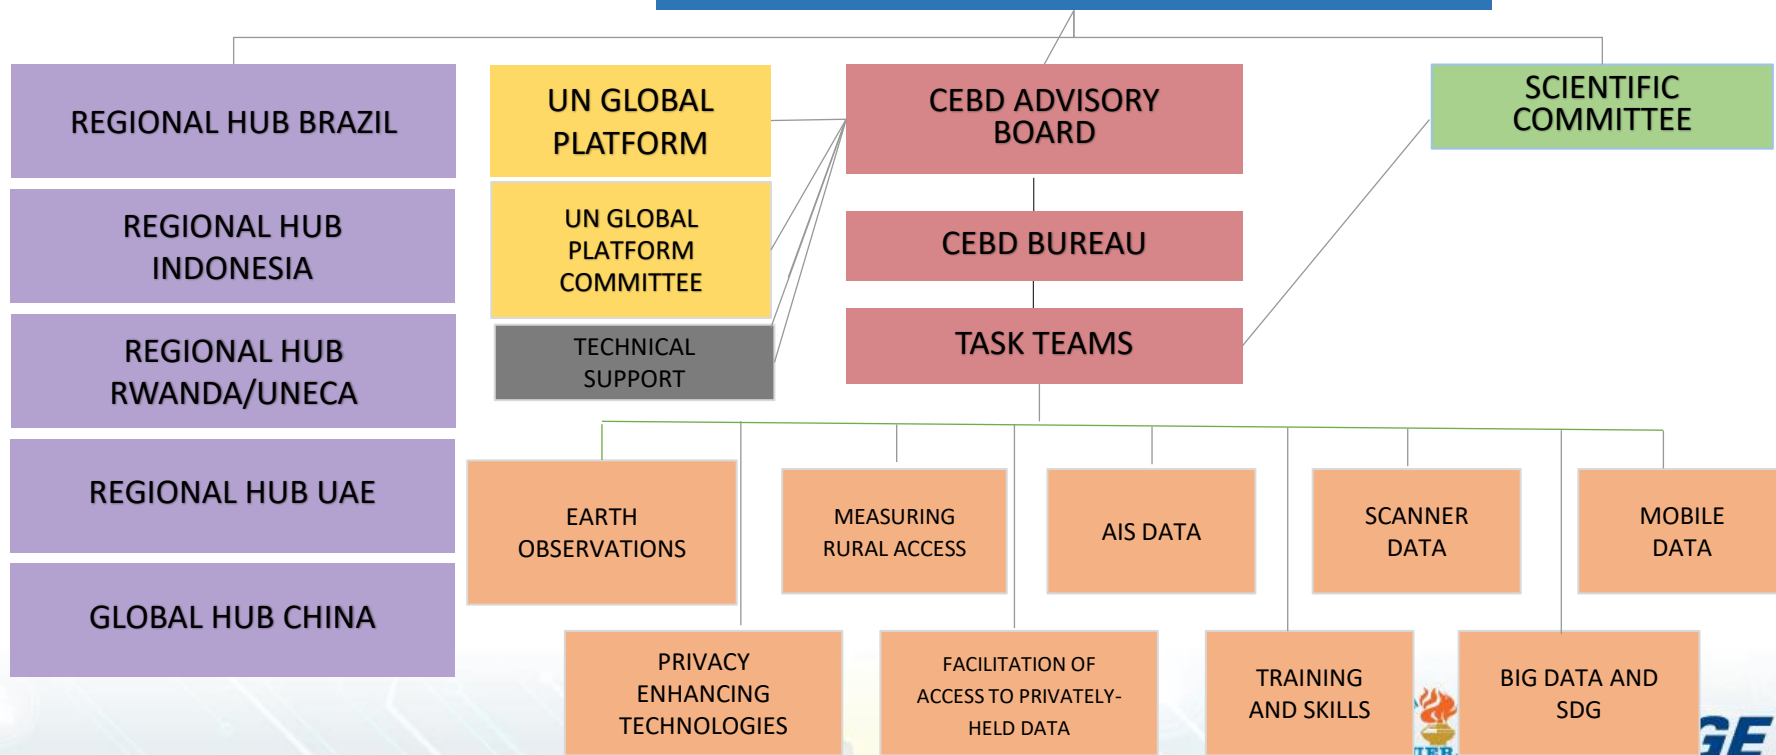 REGIONAL HUB BRAZIL
REGIONAL HUB
INDONESIA
REGIONAL HUB
RWANDA/UNECA
REGIONAL HUB UAE
GLOBAL HUB CHINA
UN GLOBAL
PLATFORM
UN GLOBAL
PLATFORM
COMMITTEE
TECHNICAL
SUPPORT
CEBD ADVISORY
BOARD
CEBD BUREAU
TASK TEAMS
SCIENTIFIC
COMMITTEE
EARTH
OBSERVATIONS
MEASURING
RURAL ACCESS
AIS DATA
SCANNER
DATA
MOBILE
DATA
PRIVACY
ENHANCING
TECHNOLOGIES
FACILITATION OF
ACCESS TO PRIVATELY-
HELD DATA
TRAINING
AND SKILLS
BIG DATA AND
SDG